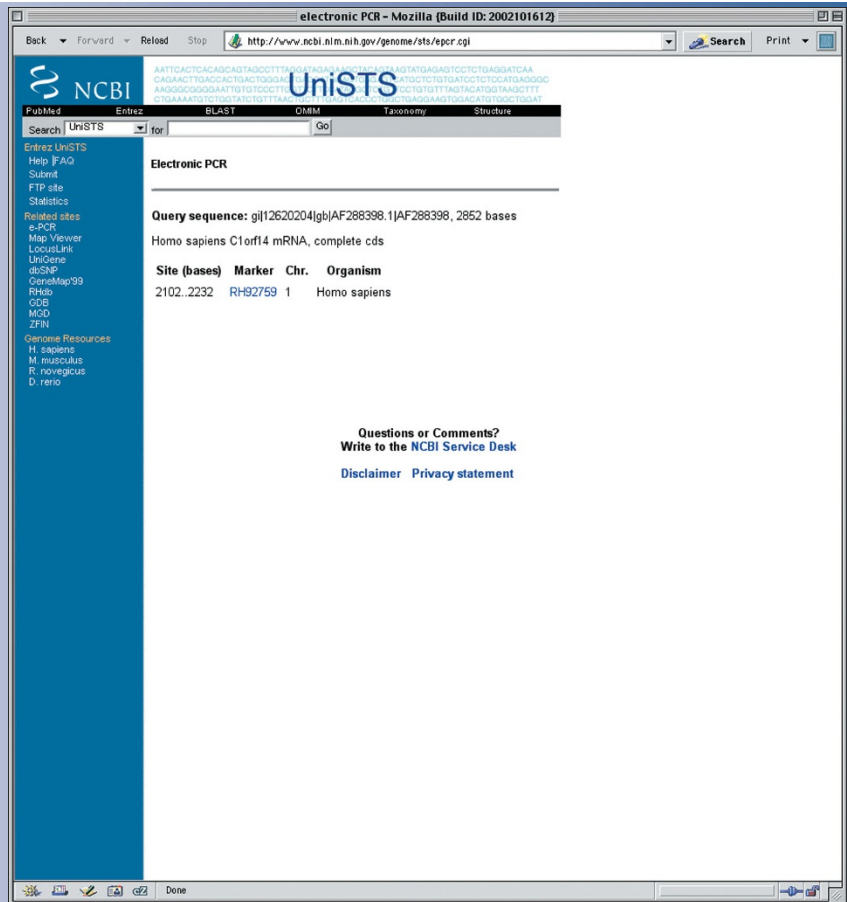 electronic PCR – Mozilla {Build ID: 2002101612}
Back Forward Reload Stop http://www.ncbi.nlm.nih.gov/genome/sts/epcr.cgi Search Print
NCBI
UniSTS
PubMed Entrez BLAST OMIM Taxonomy Structure
Search UniSTS for Go
Entrez UniSTS
Help |FAQ
Submit
FTP site
Statistics
Related sites
e-PCR
Map Viewer
LocusLink
UniGene
dbSNP
GeneMap'99
RHdb
GDB
MGD
ZFIN
Genome Resources
H. sapiens
M. musculus
R. novegicus
D. rerio
Electronic PCR
Query sequence: gi|12620204|gb|AF288398.1|AF288398, 2852 bases
Homo sapiens C1orf14 mRNA, complete cds
Site (bases) Marker Chr. Organism
2102..2232 RH92759 1 Homo sapiens
Questions or Comments?
Write to the NCBI Service Desk
Disclaimer Privacy statement
Done